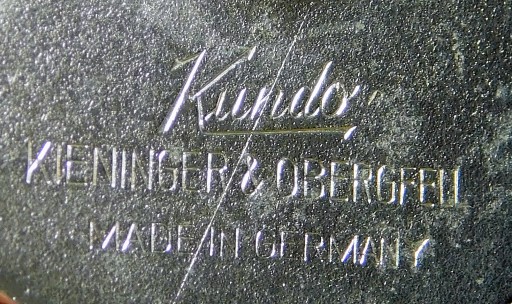 Kundo
KIENINGER & OBERGFELL
MADE IN GERMANY